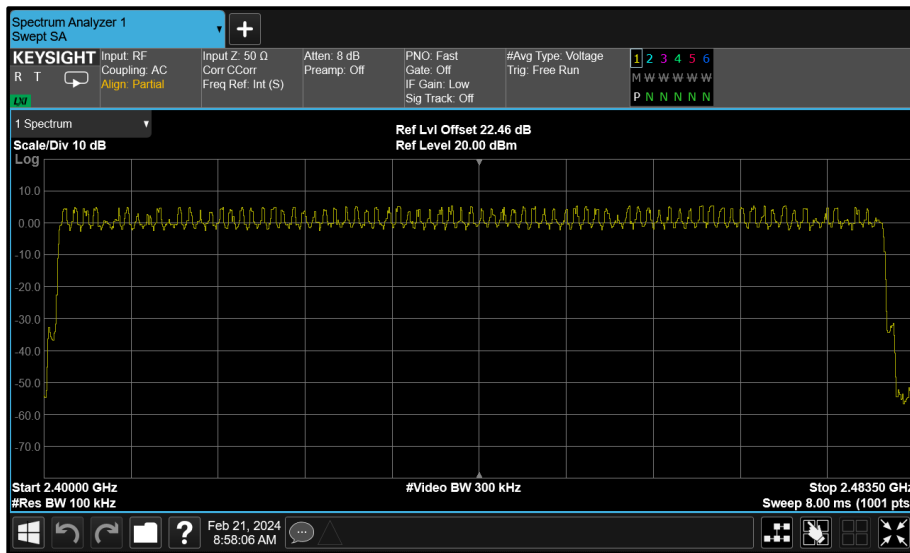 Spectrum Analyzer 1
Swept SA
KEYSIGHT
R T
LXI
Input: RF
Coupling: AC
Align: Partial
Input Z: 50 Ω
Corr CCorr
Freq Ref: Int (S)
Atten: 8 dB
Preamp: Off
PNO: Fast
Gate: Off
IF Gain: Low
Sig Track: Off
#Avg Type: Voltage
Trig: Free Run
1 2 3 4 5 6
M W W W W W
P N N N N N
1 Spectrum
Scale/Div 10 dB
Ref Lvl Offset 22.46 dB
Ref Level 20.00 dBm
Log
10.0
0.00
-10.0
-20.0
-30.0
-40.0
-50.0
-60.0
-70.0
Start 2.40000 GHz
#Res BW 100 kHz
#Video BW 300 kHz
Stop 2.48350 GHz
Sweep 8.00 ms (1001 pts
Feb 21, 2024
8:58:06 AM